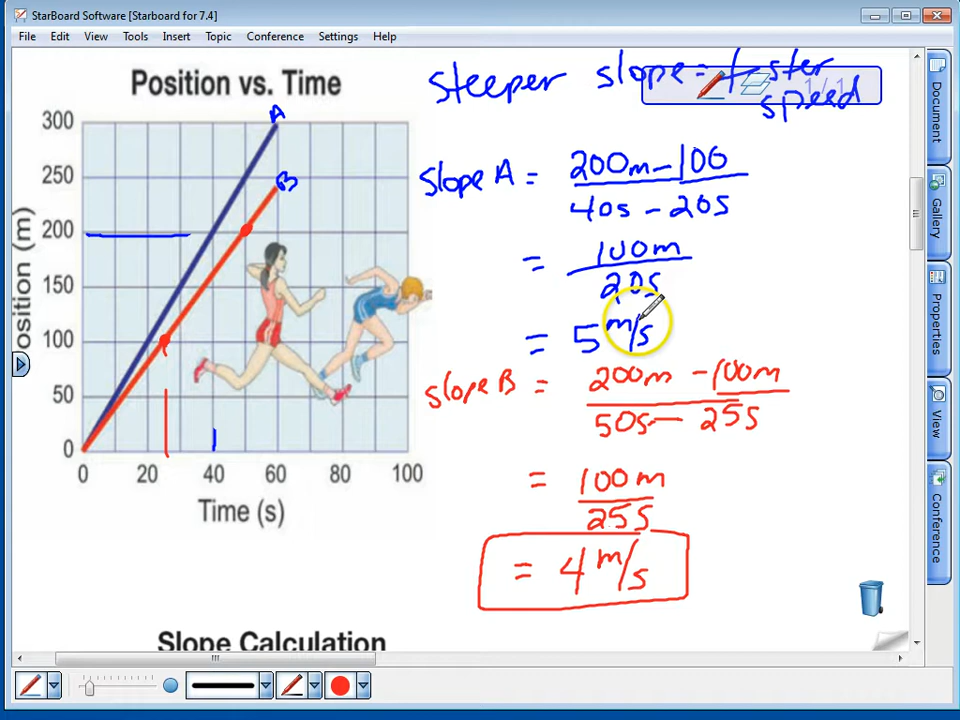 StarBoard Software [Starboard for 7.4]
File Edit View Tools Insert Topic Conference Settings Help
Position vs. Time
Position (m)
300
250
200
150
100
50
0
0 20 40 60 80 100
Time (s)
A
B
steeper slope = faster
speed
1 / 1
slope A = 200m - 100
40s - 20s
= 100m
20s
= 5 m/s
slope B = 200m - 100m
50s - 25s
= 100m
25s
= 4 m/s
Slope Calculation
Document
Gallery
Properties
View
Conference